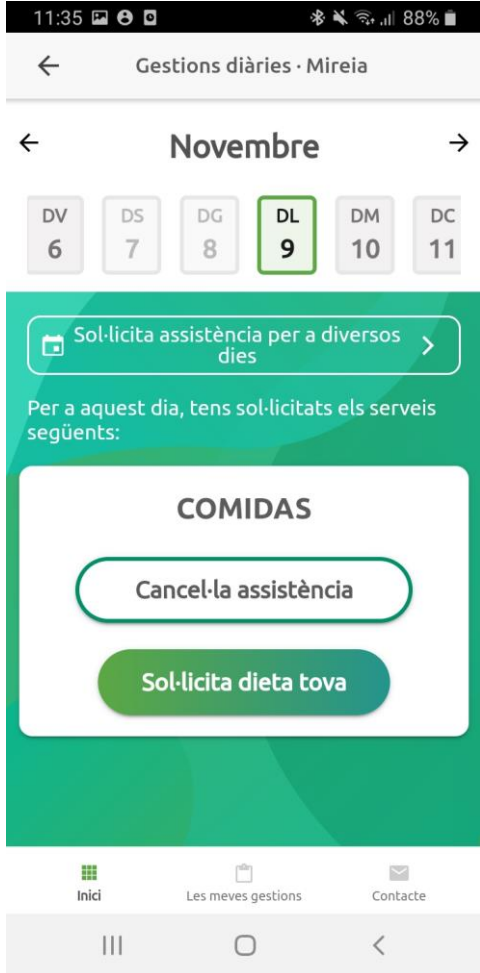 11:35 88%
Gestions diàries · Mireia
Novembre
DV DS DG DL DM DC
6 7 8 9 10 11
Sol·licita assistència per a diversos
dies
Per a aquest dia, tens sol·licitats els serveis
següents:
COMIDAS
Cancel·la assistència
Sol·licita dieta tova
Inici Les meves gestions Contacte